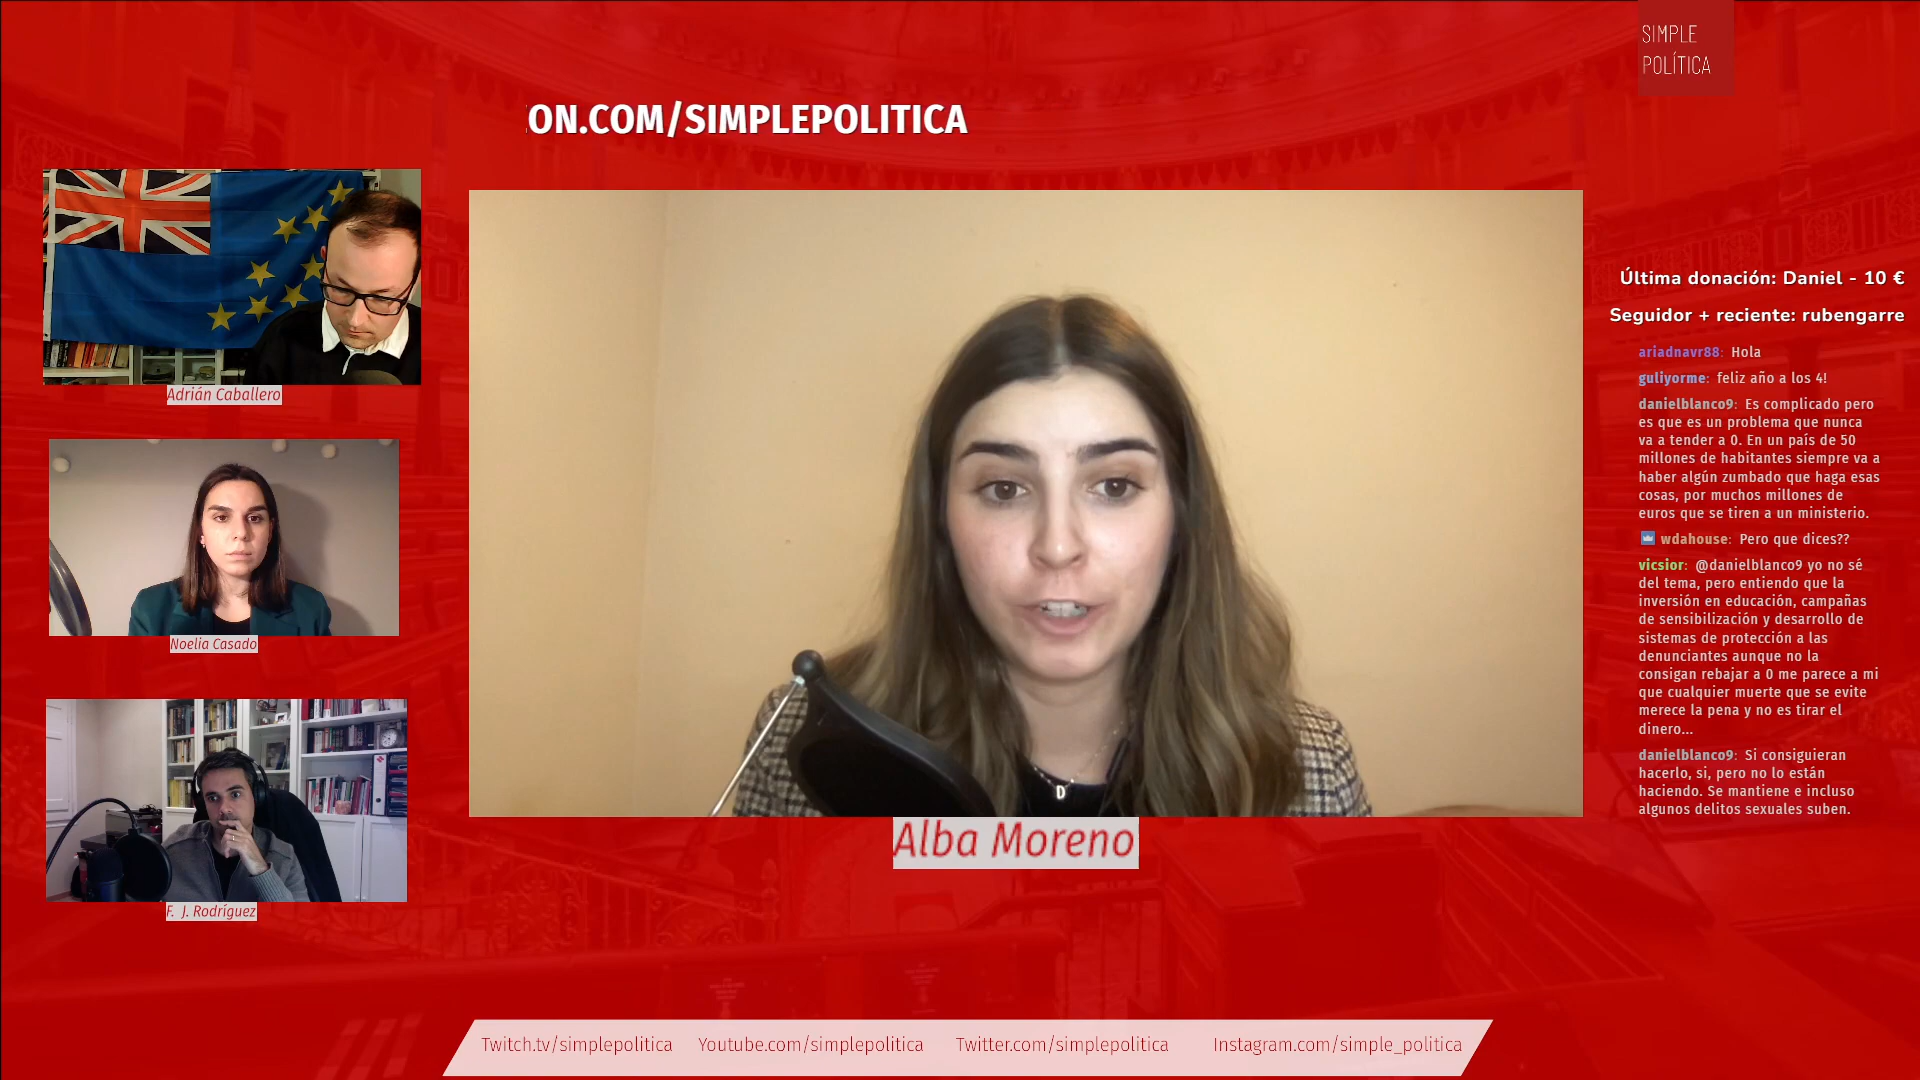 SIMPLE
POLÍTICA
ON.COM/SIMPLEPOLITICA
Adrián Caballero
Noelia Casado
F. J. Rodríguez
D
Alba Moreno
Última donación: Daniel - 10 €
Seguidor + reciente: rubengarre
ariadnavr88: Hola
guliyorme: feliz año a los 4!
danielblanco9: Es complicado pero
es que es un problema que nunca
va a tender a 0. En un país de 50
millones de habitantes siempre va a
haber algún zumbado que haga esas
cosas, por muchos millones de
euros que se tiren a un ministerio.
wdahouse: Pero que dices??
vicsior: @danielblanco9 yo no sé
del tema, pero entiendo que la
inversión en educación, campañas
de sensibilización y desarrollo de
sistemas de protección a las
denunciantes aunque no la
consigan rebajar a 0 me parece a mi
que cualquier muerte que se evite
merece la pena y no es tirar el
dinero...
danielblanco9: Si consiguieran
hacerlo, si, pero no lo están
haciendo. Se mantiene e incluso
algunos delitos sexuales suben.
Twitch.tv/simplepolitica Youtube.com/simplepolitica Twitter.com/simplepolitica Instagram.com/simple_politica